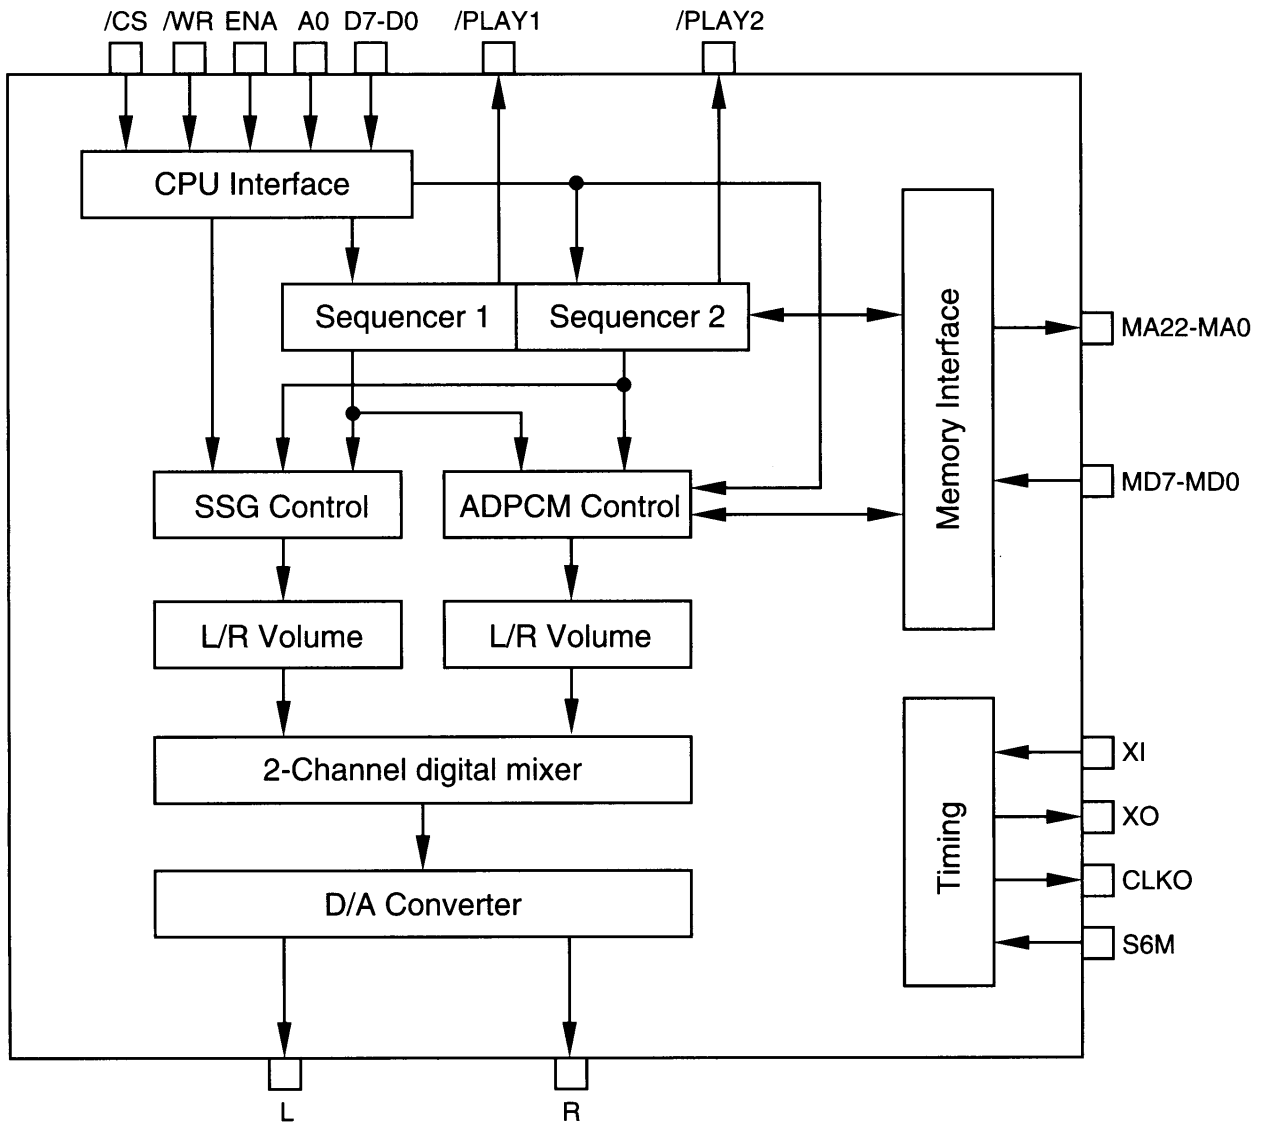 /CS /WR ENA A0 D7-D0 /PLAY1 /PLAY2
CPU Interface
Sequencer 1 Sequencer 2
Memory Interface
MA22-MA0
MD7-MD0
SSG Control ADPCM Control
L/R Volume L/R Volume
2-Channel digital mixer
Timing
XI
XO
CLKO
S6M
D/A Converter
L R